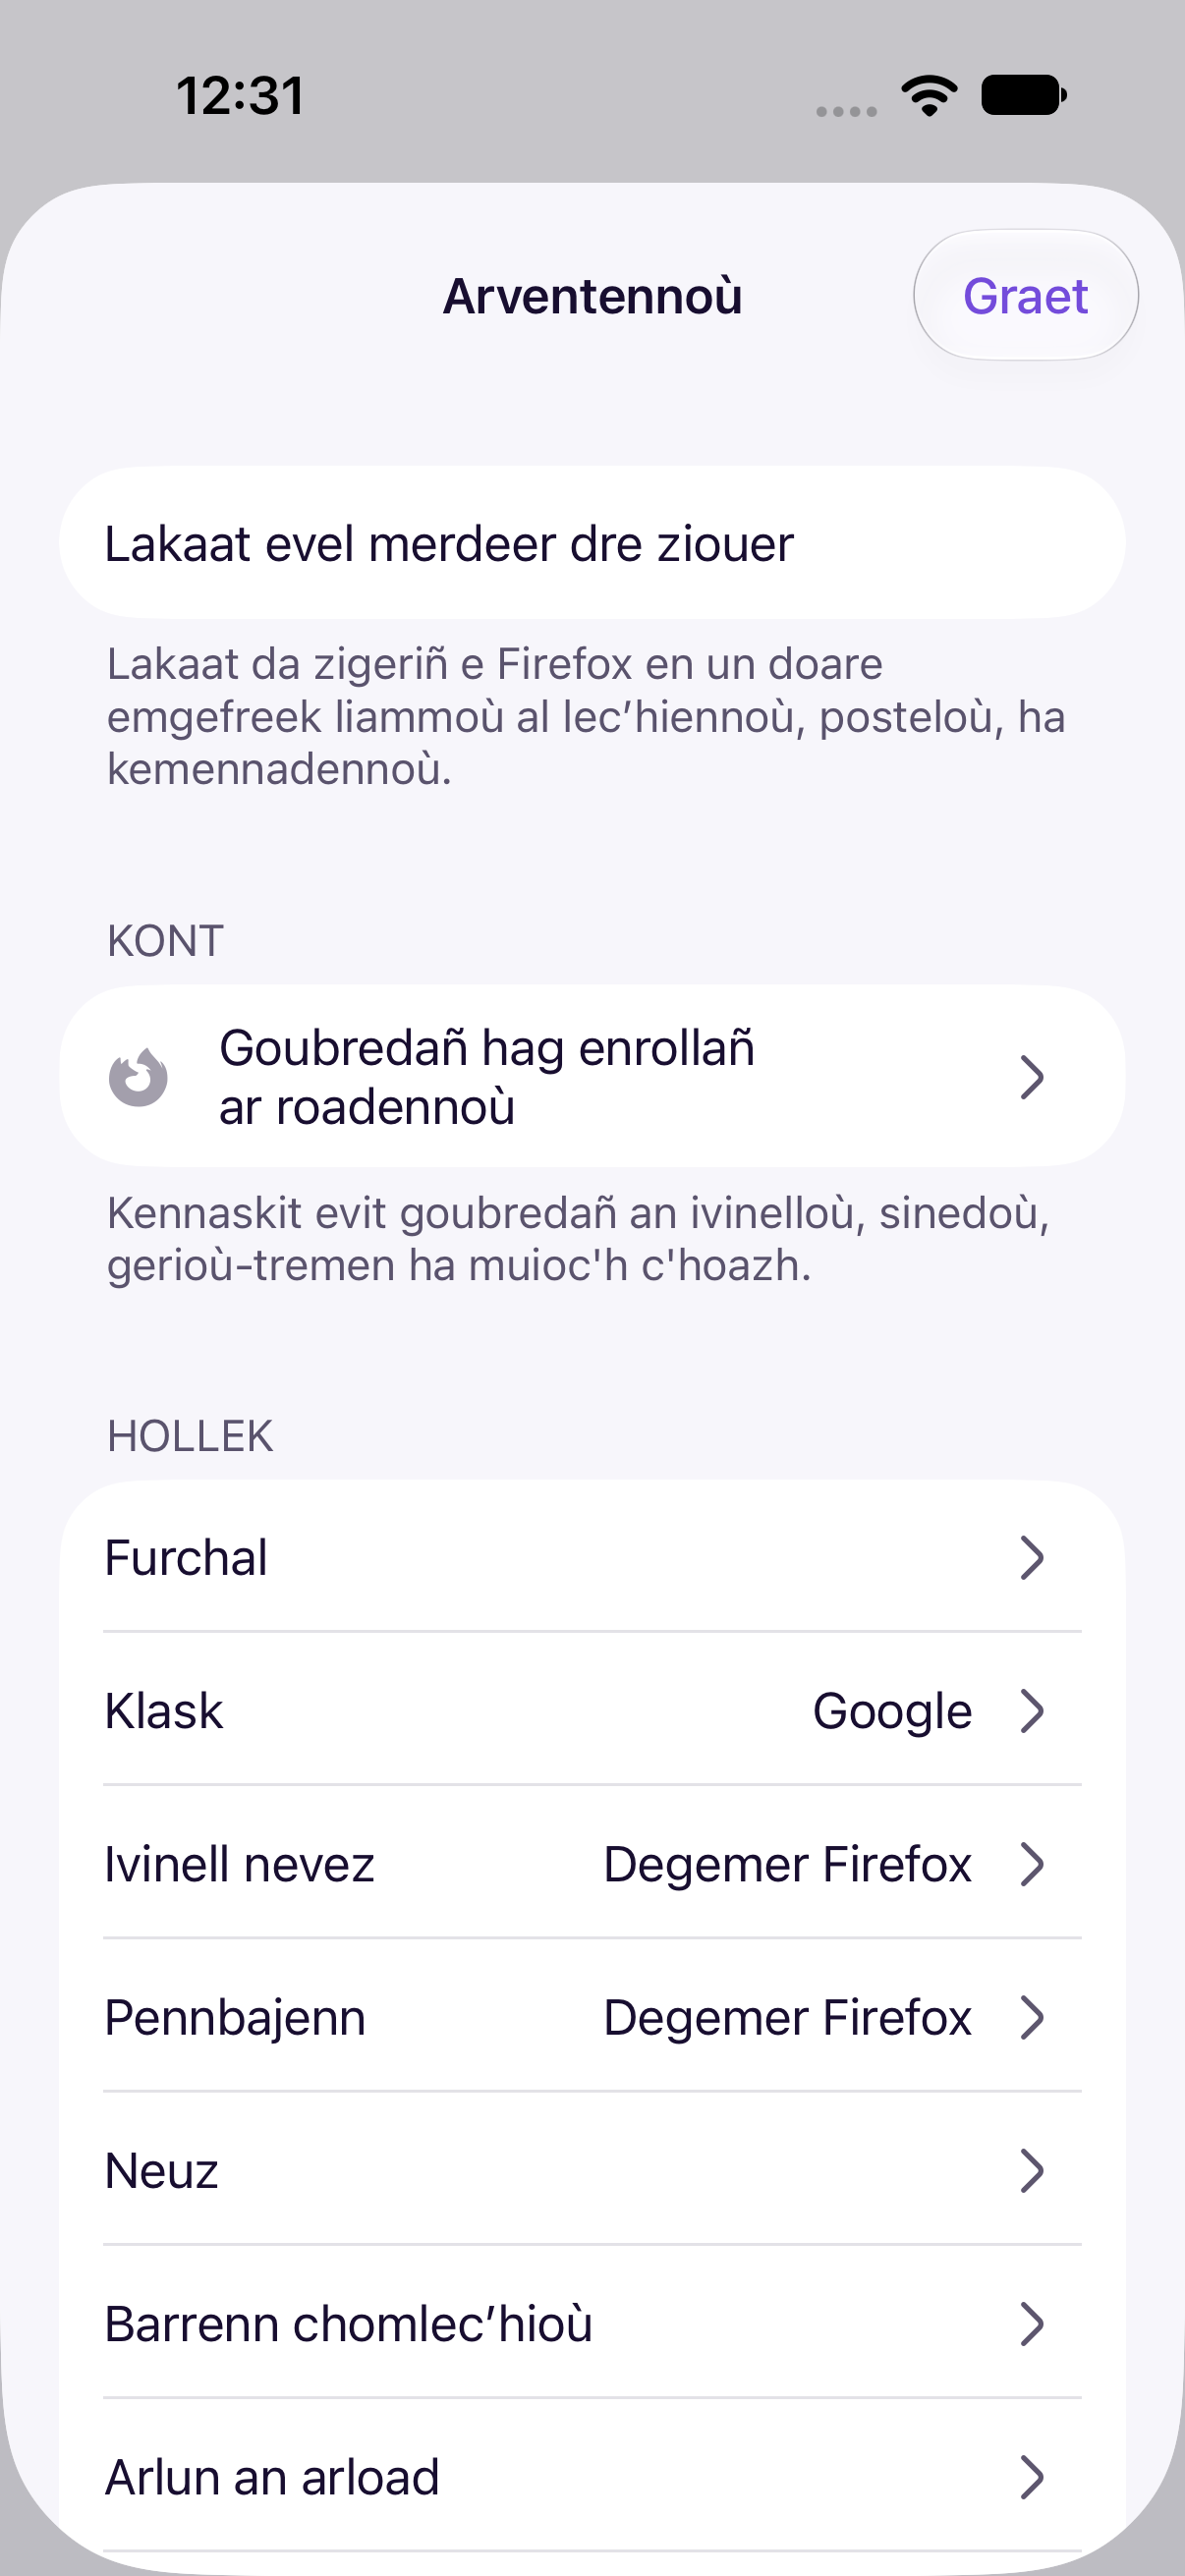 12:31
Arventennoù
Graet
Lakaat evel merdeer dre ziouer
Lakaat da zigeriñ e Firefox en un doare
emgefreek liammoù al lec’hiennoù, posteloù, ha
kemennadennoù.
KONT
Goubredañ hag enrollañ
ar roadennoù
Kennaskit evit goubredañ an ivinelloù, sinedoù,
gerioù-tremen ha muioc'h c'hoazh.
HOLLEK
Furchal
Klask Google
Ivinell nevez Degemer Firefox
Pennbajenn Degemer Firefox
Neuz
Barrenn chomlec’hioù
Arlun an arload